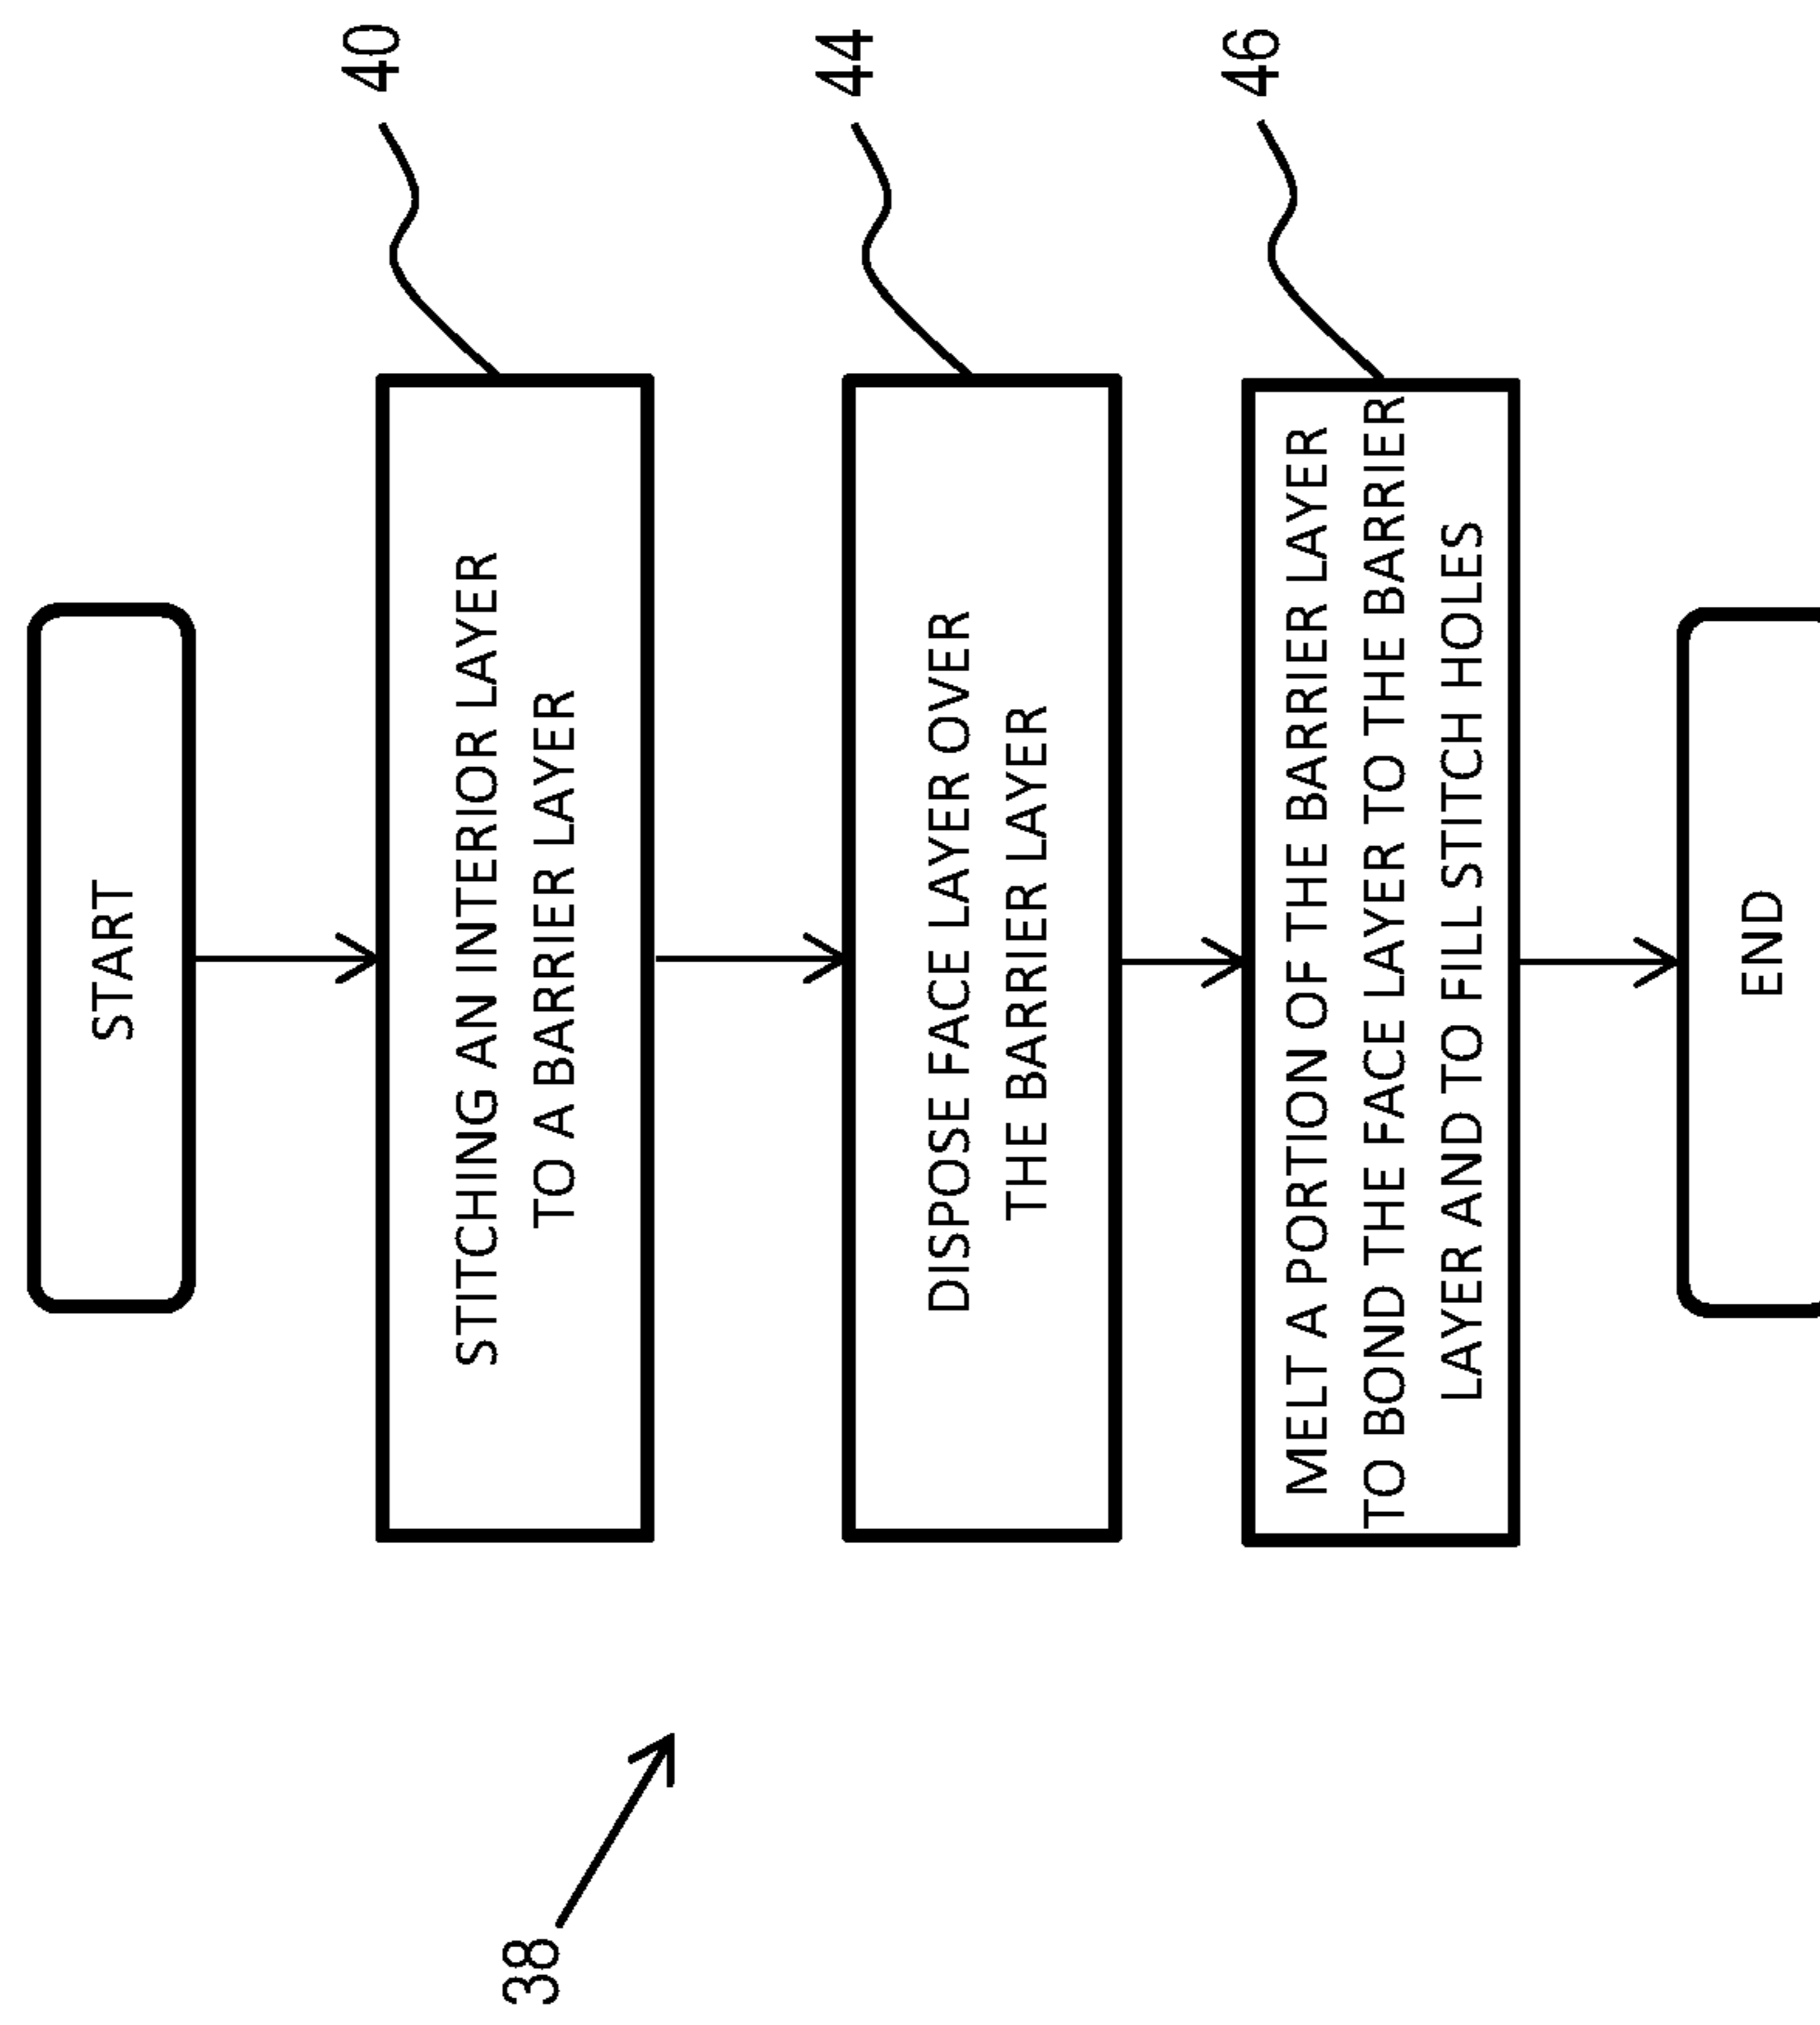 START
40
STITCHING AN INTERIOR LAYER
TO A BARRIER LAYER
44
DISPOSE FACE LAYER OVER
THE BARRIER LAYER
46
MELT A PORTION OF THE BARRIER LAYER
TO BOND THE FACE LAYER TO THE BARRIER
LAYER AND TO FILL STITCH HOLES
END
38